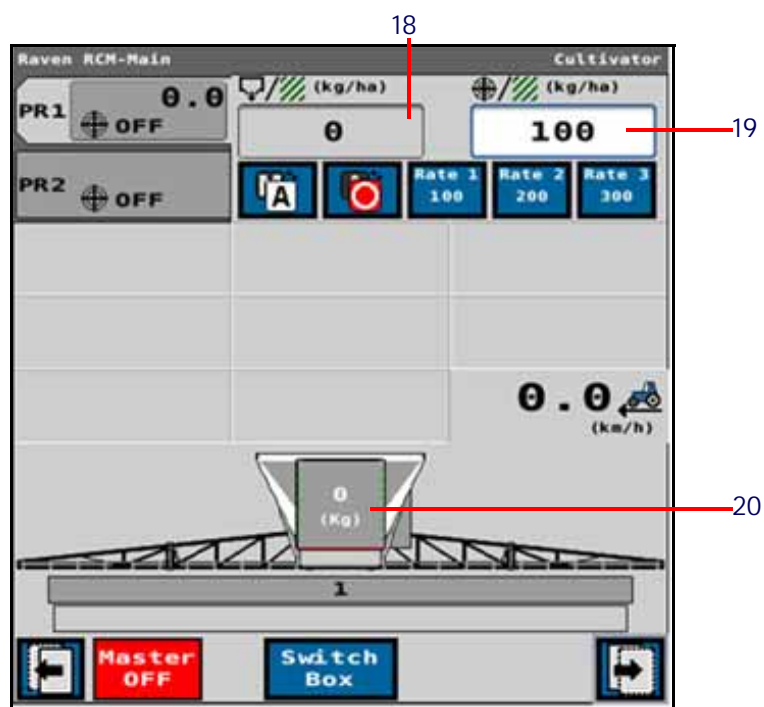 18
Raven RCM-Main Cultivator
PR1 0.0 OFF
(kg/ha) (kg/ha)
0 100
19
PR2 OFF
A
Rate 1 100
Rate 2 200
Rate 3 300
0.0
(km/h)
0
(Kg)
20
1
Master OFF
Switch Box